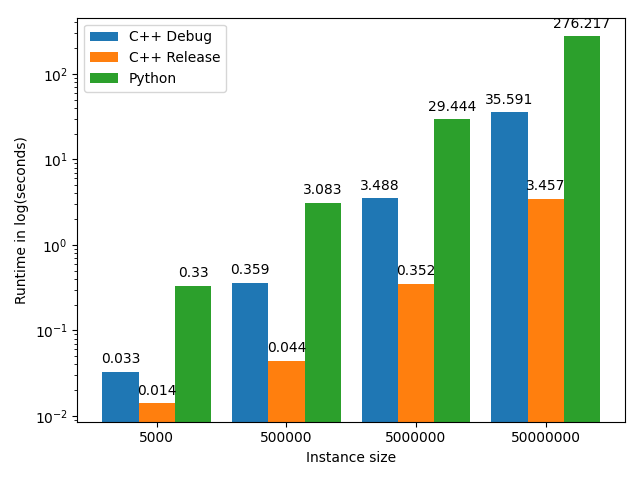 C++ Debug
C++ Release
Python
276.217
35.591
29.444
3.488
3.457
3.083
0.352
0.359
0.33
0.044
0.033
0.014
10²
10¹
10⁰
10⁻¹
10⁻²
Runtime in log(seconds)
5000 500000 5000000 50000000
Instance size